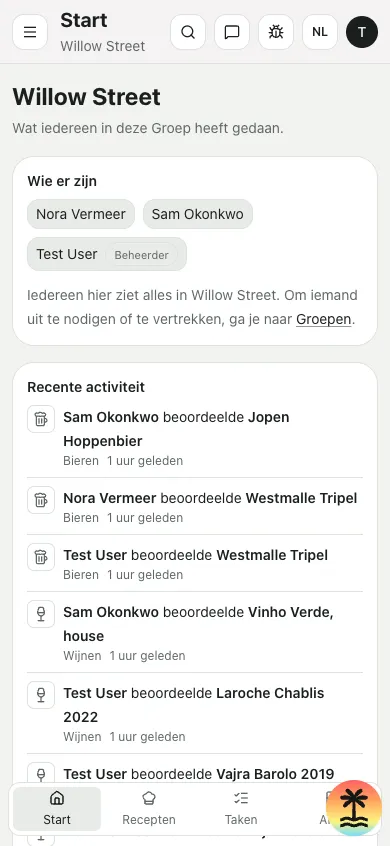 Start
Willow Street
NL
T
Willow Street
Wat iedereen in deze Groep heeft gedaan.
Wie er zijn
Nora Vermeer
Sam Okonkwo
Test User
Beheerder
Iedereen hier ziet alles in Willow Street. Om iemand
uit te nodigen of te vertrekken, ga je naar Groepen.
Recente activiteit
Sam Okonkwo beoordeelde Jopen
Hoppenbier
Bieren 1 uur geleden
Nora Vermeer beoordeelde Westmalle Tripel
Bieren 1 uur geleden
Test User beoordeelde Westmalle Tripel
Bieren 1 uur geleden
Sam Okonkwo beoordeelde Vinho Verde,
house
Wijnen 1 uur geleden
Test User beoordeelde Laroche Chablis
2022
Wijnen 1 uur geleden
Test User beoordeelde Vajra Barolo 2019
Start
Recepten
Taken